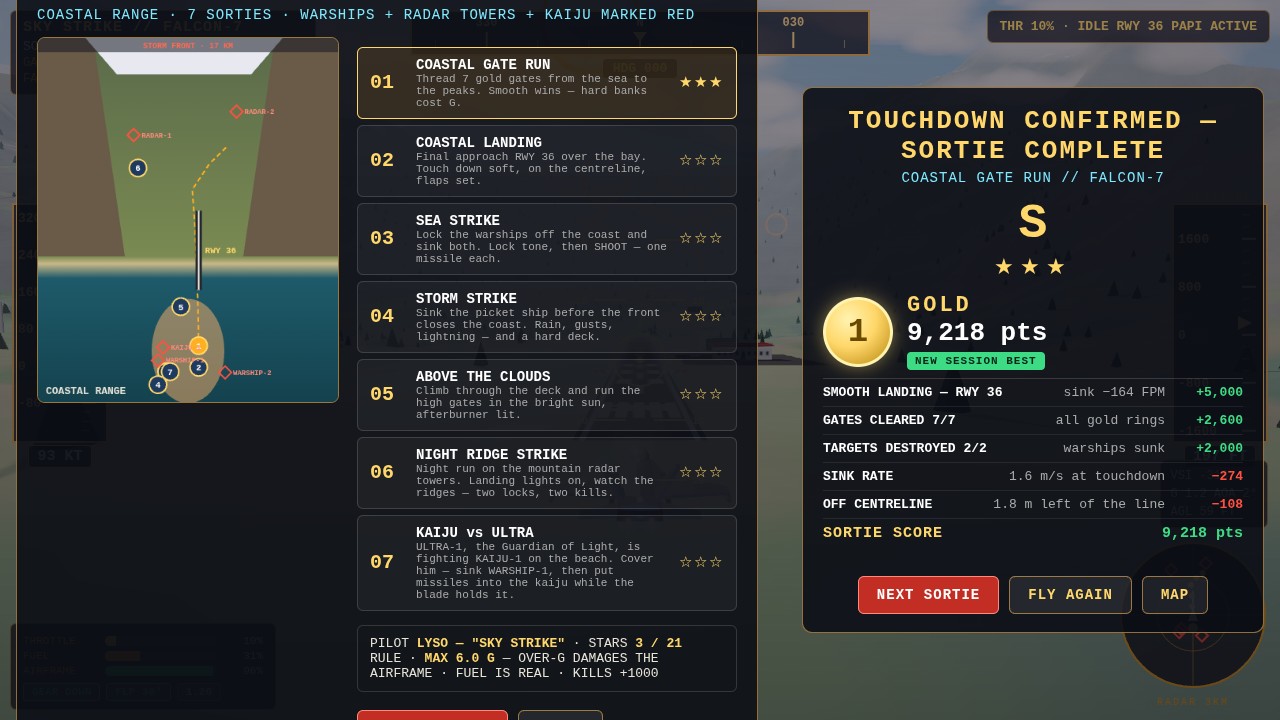 COASTAL RANGE · 7 SORTIES · WARSHIPS + RADAR TOWERS + KAIJU MARKED RED
SKY STRIKE // FALCON-7
030
THR 10% · IDLE RWY 36 PAPI ACTIVE
STORM FRONT - 17 KM
RADAR-2
RADAR-1
6
RWY 36
5
1
2
7
4
WARSHIP-2
COASTAL RANGE
01
COASTAL GATE RUN
Thread 7 gold gates from the sea to
the peaks. Smooth wins — hard banks
cost G.
★★★
02
COASTAL LANDING
Final approach RWY 36 over the bay.
Touch down soft, on the centreline,
flaps set.
☆☆☆
03
SEA STRIKE
Lock the warships off the coast and
sink both. Lock tone, then SHOOT — one
missile each.
☆☆☆
04
STORM STRIKE
Sink the picket ship before the front
closes the coast. Rain, gusts,
lightning — and a hard deck.
☆☆☆
05
ABOVE THE CLOUDS
Climb through the deck and run the
high gates in the bright sun,
afterburner lit.
☆☆☆
06
NIGHT RIDGE STRIKE
Night run on the mountain radar
towers. Landing lights on, watch the
ridges — two locks, two kills.
☆☆☆
07
KAIJU vs ULTRA
ULTRA-1, the Guardian of Light, is
fighting KAIJU-1 on the beach. Cover
him — sink WARSHIP-1, then put
missiles into the kaiju while the
blade holds it.
☆☆☆
PILOT LYSO — "SKY STRIKE" · STARS 3 / 21
RULE · MAX 6.0 G — OVER-G DAMAGES THE
AIRFRAME · FUEL IS REAL · KILLS +1000
93 KT
TOUCHDOWN CONFIRMED —
SORTIE COMPLETE
COASTAL GATE RUN // FALCON-7
S
★★★
1
GOLD
9,218 pts
NEW SESSION BEST
SMOOTH LANDING — RWY 36 sink −164 FPM +5,000
GATES CLEARED 7/7 all gold rings +2,600
TARGETS DESTROYED 2/2 warships sunk +2,000
SINK RATE 1.6 m/s at touchdown −274
OFF CENTRELINE 1.8 m left of the line −108
SORTIE SCORE 9,218 pts
NEXT SORTIE
FLY AGAIN
MAP